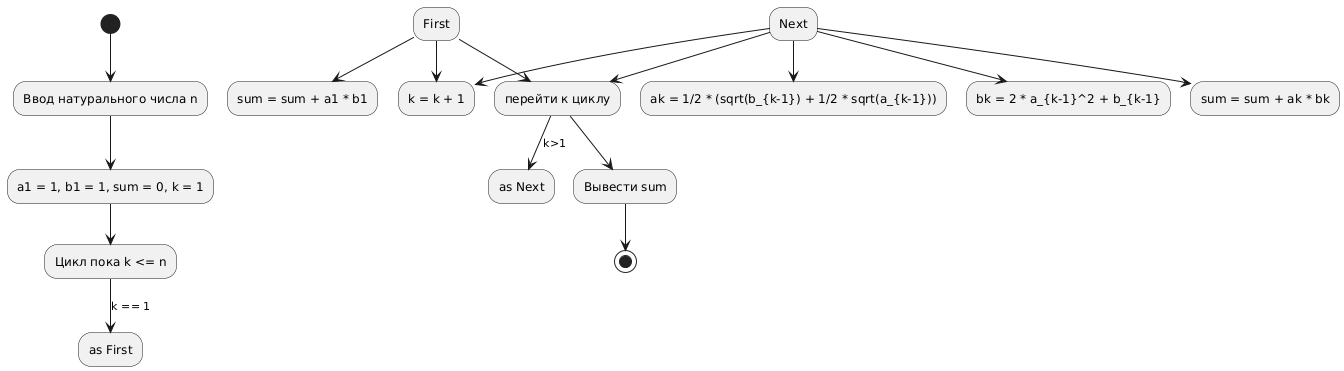 First
Next
Ввод натурального числа n
sum = sum + a1 * b1
k = k + 1
перейти к циклу
ak = 1/2 * (sqrt(b_{k-1}) + 1/2 * sqrt(a_{k-1}))
bk = 2 * a_{k-1}^2 + b_{k-1}
sum = sum + ak * bk
k>1
a1 = 1, b1 = 1, sum = 0, k = 1
as Next
Вывести sum
Цикл пока k <= n
k == 1
as First